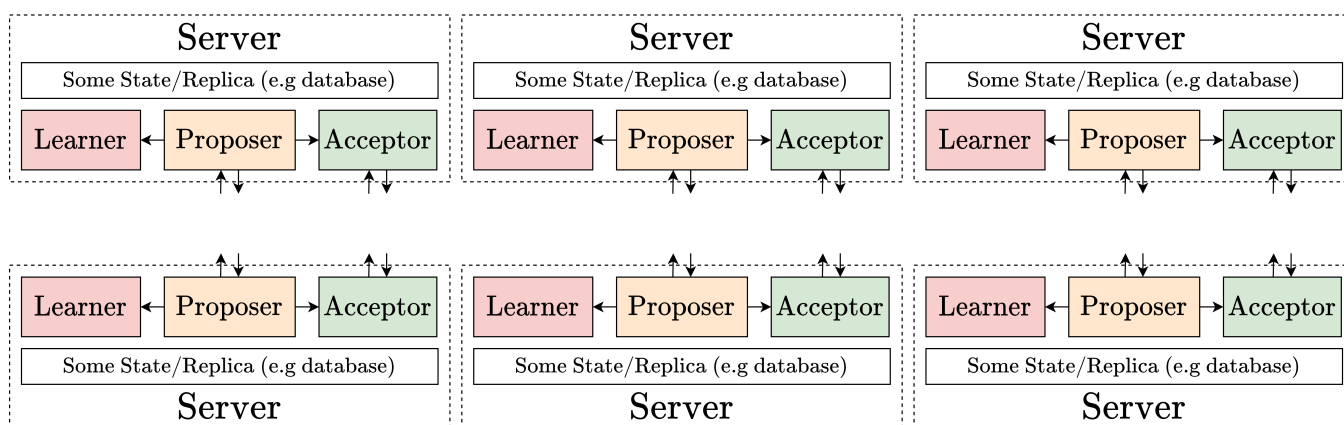 Server Server Server
Some State/Replica (e.g database) Some State/Replica (e.g database) Some State/Replica (e.g database)
Learner Proposer Acceptor Learner Proposer Acceptor Learner Proposer Acceptor
Learner Proposer Acceptor Learner Proposer Acceptor Learner Proposer Acceptor
Some State/Replica (e.g database) Some State/Replica (e.g database) Some State/Replica (e.g database)
Server Server Server